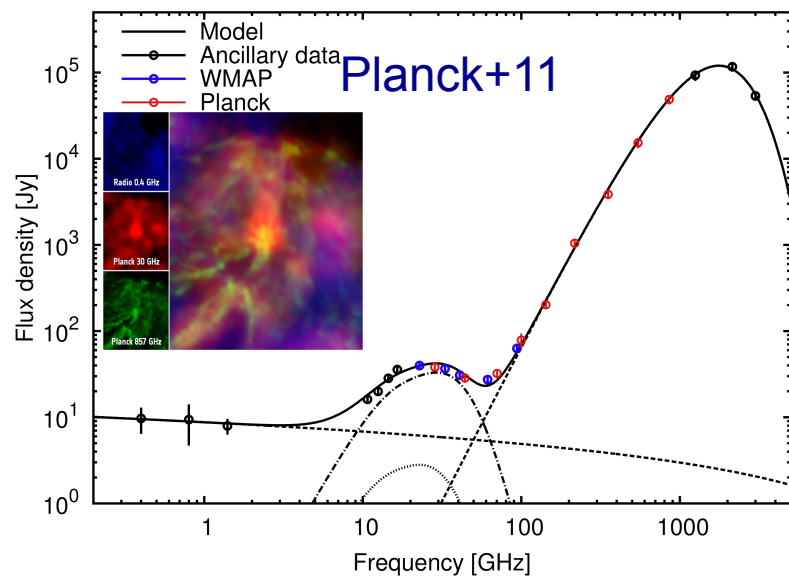 Model
Ancillary data
WMAP
Planck
Planck+11
Radio 0.4 GHz
Planck 30 GHz
Planck 857 GHz
Flux density [Jy]
10^5
10^4
10^3
10^2
10^1
10^0
1 10 100 1000
Frequency [GHz]